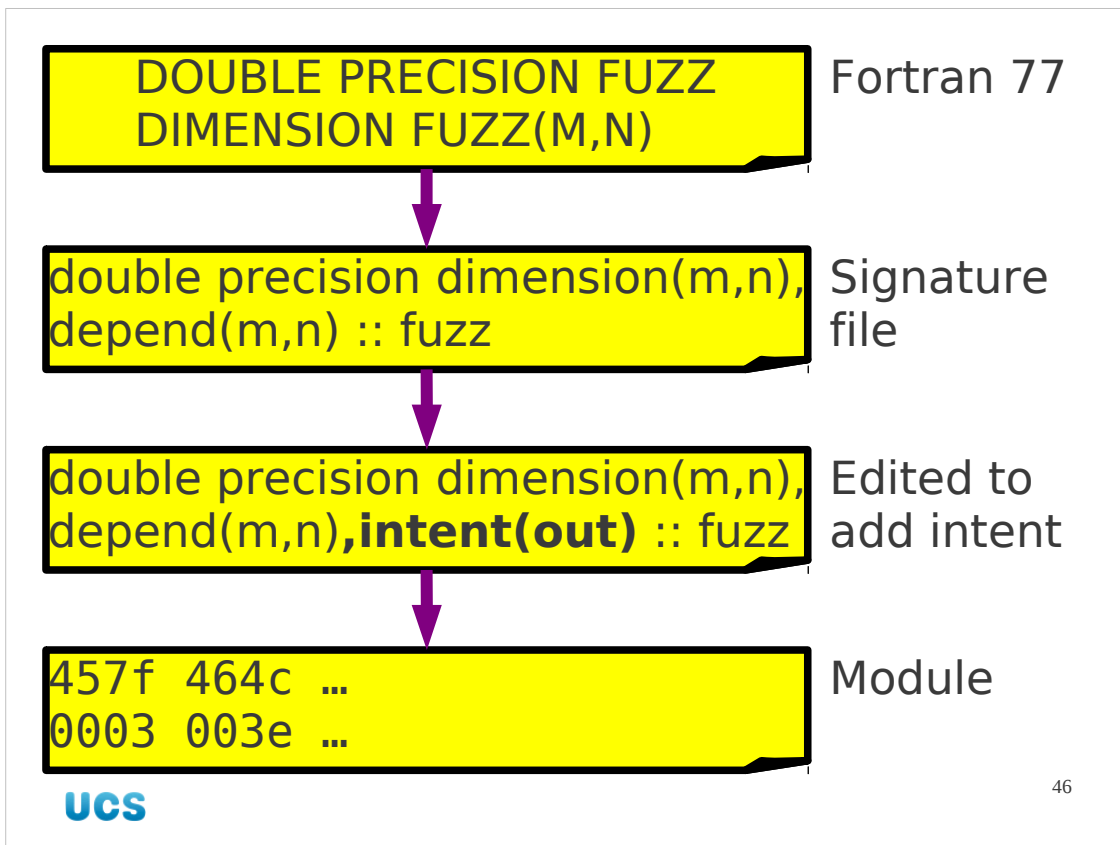 DOUBLE PRECISION FUZZ
DIMENSION FUZZ(M,N)
Fortran 77
double precision dimension(m,n),
depend(m,n) :: fuzz
Signature
file
double precision dimension(m,n),
depend(m,n),intent(out) :: fuzz
Edited to
add intent
457f 464c …
0003 003e …
Module
UCS
46